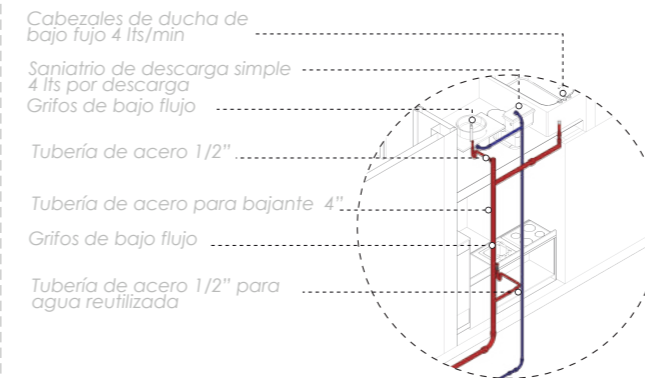 Cabezales de ducha de
bajo fujo 4 lts/min
Saniatrio de descarga simple
4 lts por descarga
Grifos de bajo flujo
Tubería de acero 1/2”
Tubería de acero para bajante 4”
Grifos de bajo flujo
Tubería de acero 1/2” para
agua reutilizada